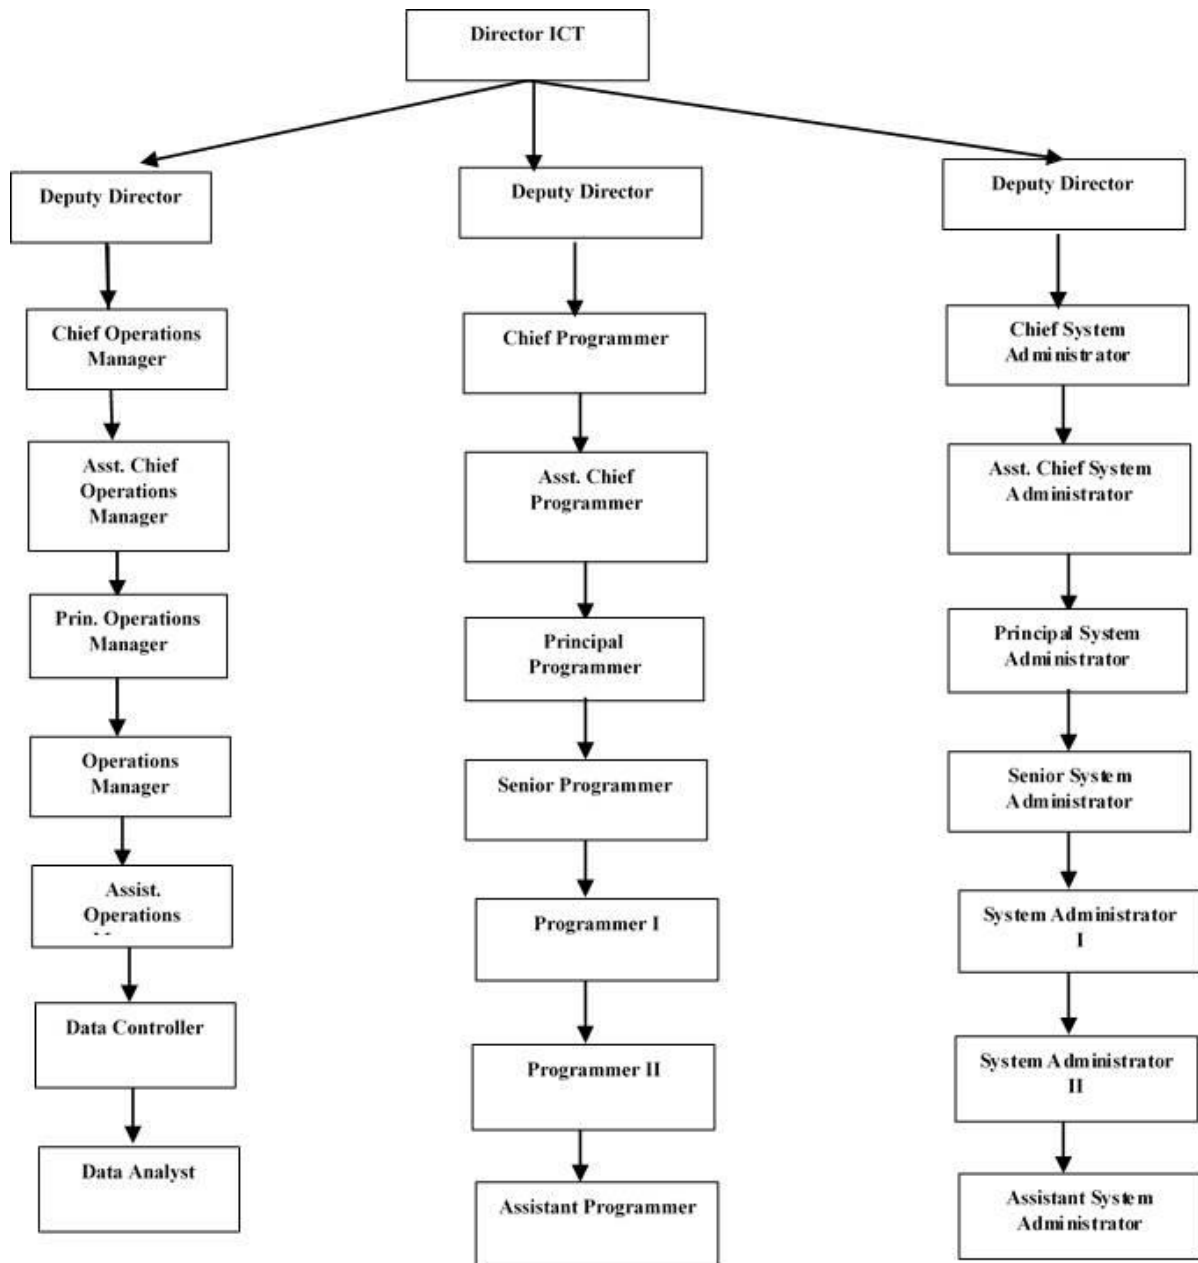 Director ICT
Deputy Director
Deputy Director
Deputy Director
Chief Operations
Manager
Chief Programmer
Chief System
Administrator
Asst. Chief
Operations
Manager
Asst. Chief
Programmer
Asst. Chief System
Administrator
Prin. Operations
Manager
Principal
Programmer
Principal System
Administrator
Operations
Manager
Senior Programmer
Senior System
Administrator
Assist.
Operations
Programmer I
System Administrator
I
Data Controller
Programmer II
System Administrator
II
Data Analyst
Assistant Programmer
Assistant System
Administrator